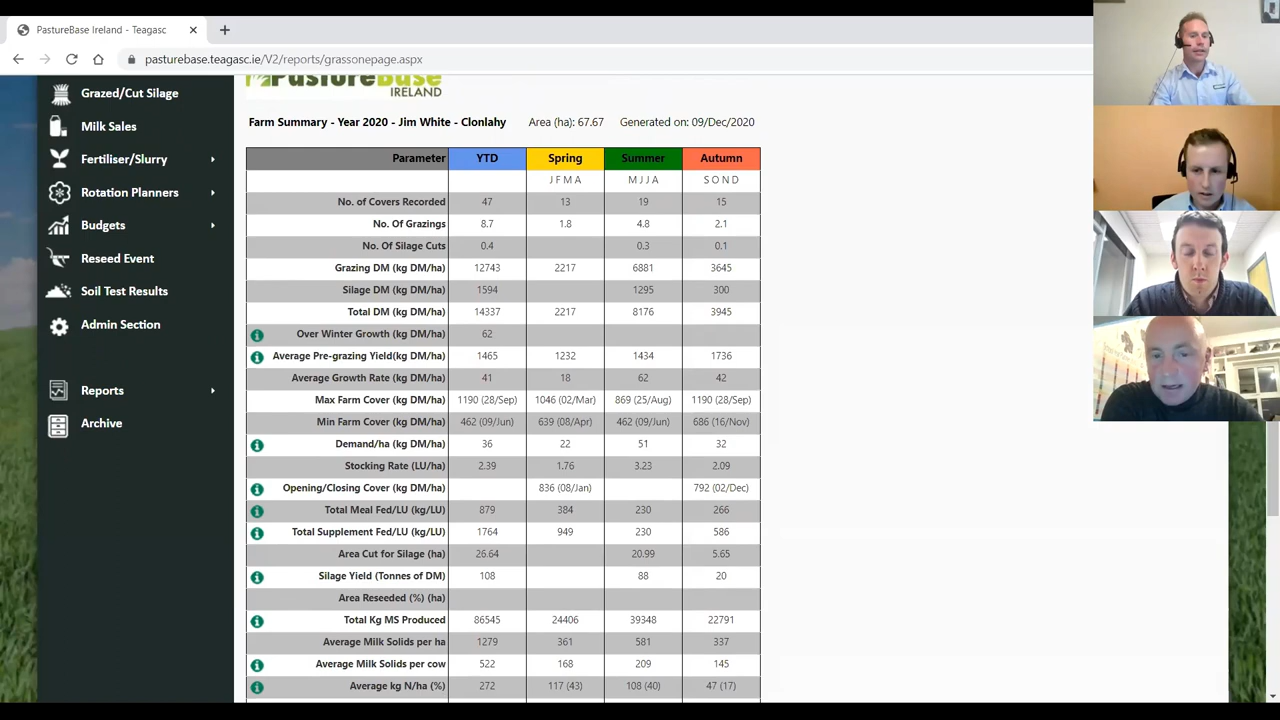 PastureBase Ireland - Teagasc
pasturebase.teagasc.ie/V2/reports/grassonepage.aspx
Grazed/Cut Silage
Milk Sales
Fertiliser/Slurry
Rotation Planners
Budgets
Reseed Event
Soil Test Results
Admin Section
Reports
Archive
PastureBase
IRELAND
Farm Summary - Year 2020 - Jim White - Clonlahy Area (ha): 67.67 Generated on: 09/Dec/2020
Parameter YTD Spring Summer Autumn
J F M A M J J A S O N D
No. of Covers Recorded 47 13 19 15
No. Of Grazings 8.7 1.8 4.8 2.1
No. Of Silage Cuts 0.4 0.3 0.1
Grazing DM (kg DM/ha) 12743 2217 6881 3645
Silage DM (kg DM/ha) 1594 1295 300
Total DM (kg DM/ha) 14337 2217 8176 3945
Over Winter Growth (kg DM/ha) 62
Average Pre-grazing Yield(kg DM/ha) 1465 1232 1434 1736
Average Growth Rate (kg DM/ha) 41 18 62 42
Max Farm Cover (kg DM/ha) 1190 (28/Sep) 1046 (02/Mar) 869 (25/Aug) 1190 (28/Sep)
Min Farm Cover (kg DM/ha) 462 (09/Jun) 639 (08/Apr) 462 (09/Jun) 686 (16/Nov)
Demand/ha (kg DM/ha) 36 22 51 32
Stocking Rate (LU/ha) 2.39 1.76 3.23 2.09
Opening/Closing Cover (kg DM/ha) 836 (08/Jan) 792 (02/Dec)
Total Meal Fed/LU (kg/LU) 879 384 230 266
Total Supplement Fed/LU (kg/LU) 1764 949 230 586
Area Cut for Silage (ha) 26.64 20.99 5.65
Silage Yield (Tonnes of DM) 108 88 20
Area Reseeded (%) (ha)
Total Kg MS Produced 86545 24406 39348 22791
Average Milk Solids per ha 1279 361 581 337
Average Milk Solids per cow 522 168 209 145
Average kg N/ha (%) 272 117 (43) 108 (40) 47 (17)